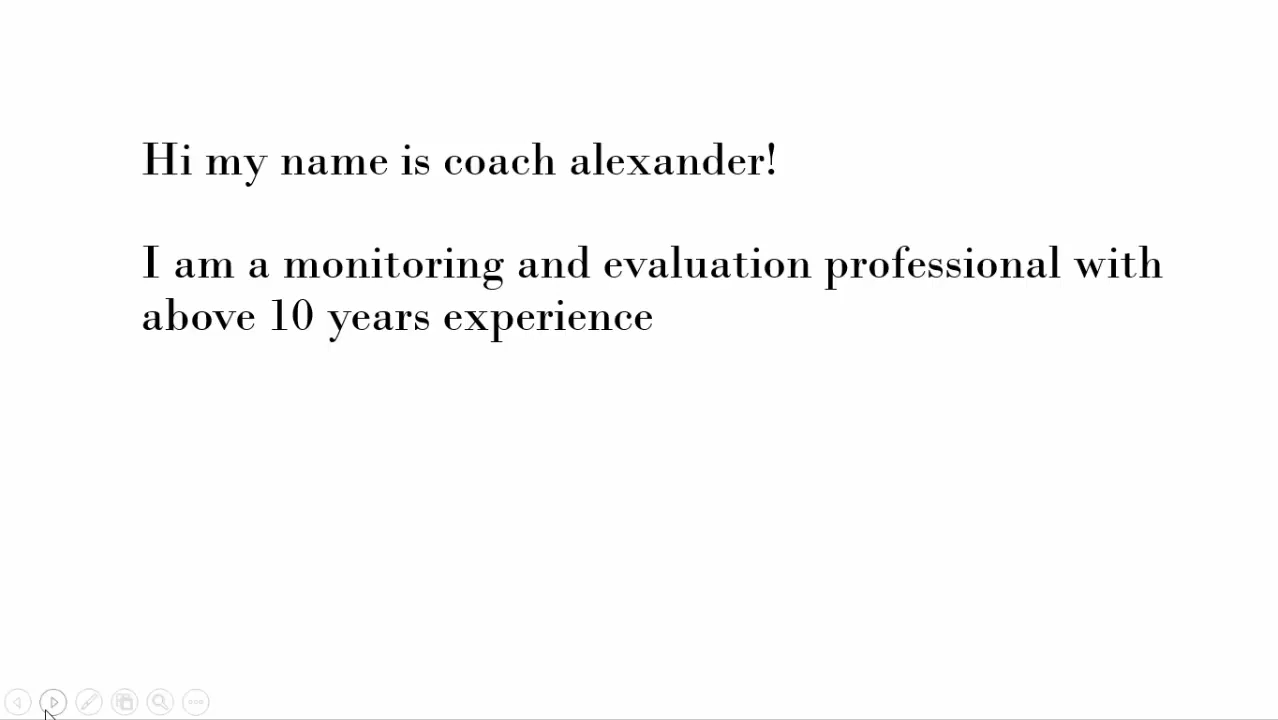 Hi my name is coach alexander!
I am a monitoring and evaluation professional with
above 10 years experience